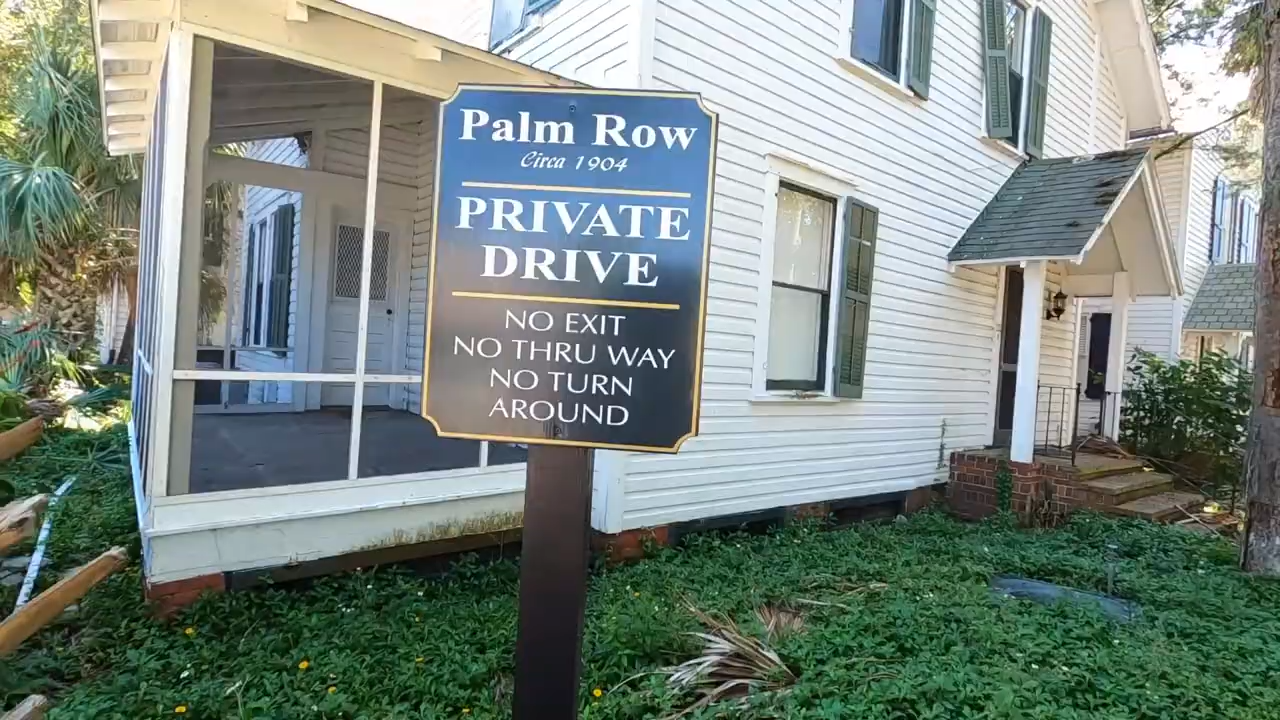 Palm Row
Circa 1904
PRIVATE
DRIVE
NO EXIT
NO THRU WAY
NO TURN
AROUND